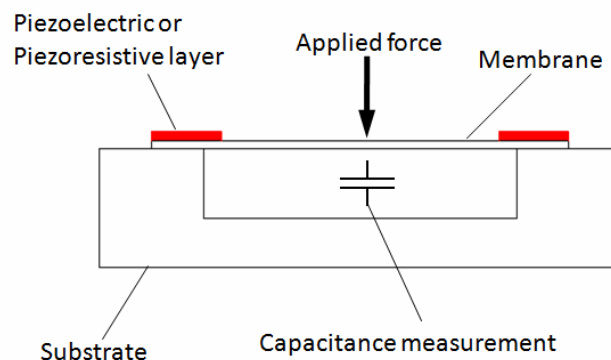 Piezoelectric or
Piezoresistive layer
Applied force
Membrane
Substrate
Capacitance measurement